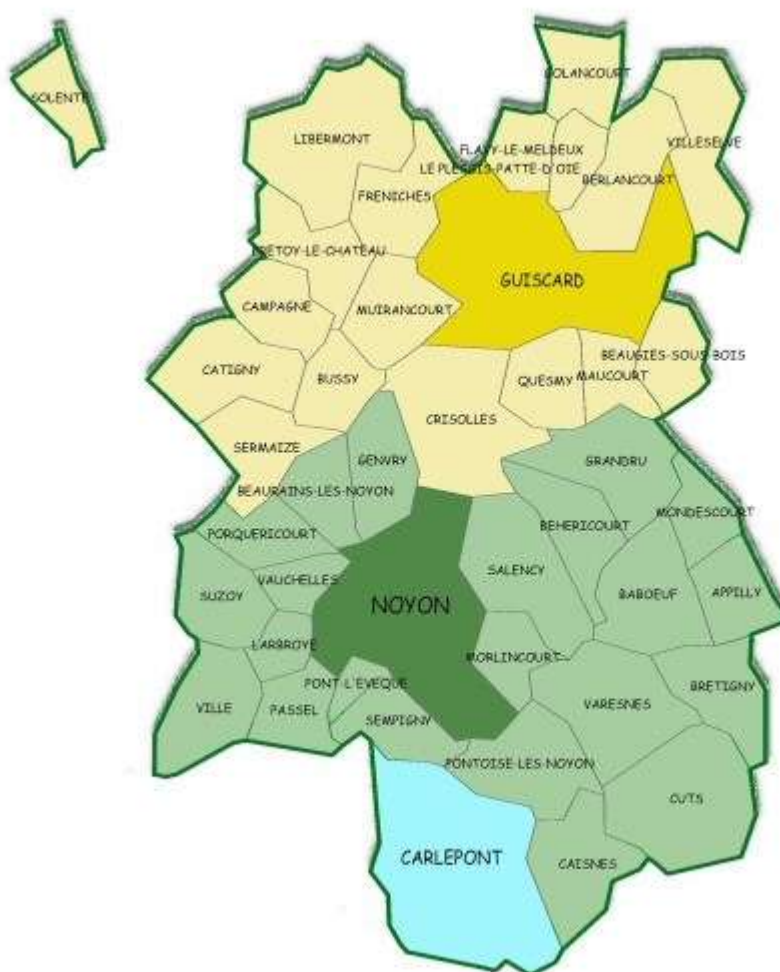 GOLANCOURT
SOLENTE
LIBERMONT
VILLESELVE
FLAVY-LE-MELDEUX
LE PLESSIS-PATTE-D'OIE
BERLANCOURT
FRENICHES
FRETOY-LE-CHATEAU
GUISCARD
CAMPAGNE
MUIRANCOURT
BEAUGIES-SOUS-BOIS
CATIGNY
BUSSY
QUESMY
MAUCOURT
CRISOLLES
SERMAIZE
GENVRY
GRANDRU
BEAURAINS-LES-NOYON
MONDESCOURT
BEHERICOURT
PORQUERICOURT
SALENCY
VAUCHELLES
SUZOY
NOYON
BABOEUF
APPILLY
LARBROYE
MORLINCOURT
PONT-L'EVEQUE
BRETIGNY
VILLE
PASSEL
VARESNES
SEMPIGNY
PONTOISE-LES-NOYON
CUTS
CARLEPONT
CAISNES